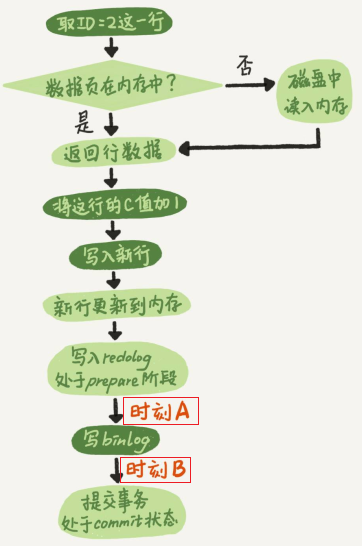 取ID=2这一行
数据页在内存中?
否
磁盘中
读入内存
是
返回行数据
将这行的C值加1
写入新行
新行更新到内存
写入redolog
处于prepare阶段
时刻A
写binlog
时刻B
提交事务
处于commit状态